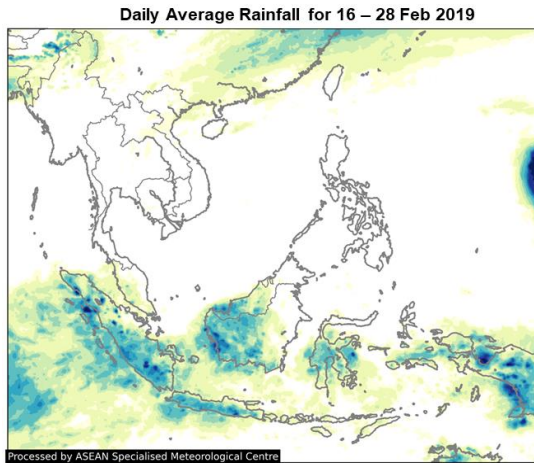 Daily Average Rainfall for 16 – 28 Feb 2019
Processed by ASEAN Specialised Meteorological Centre